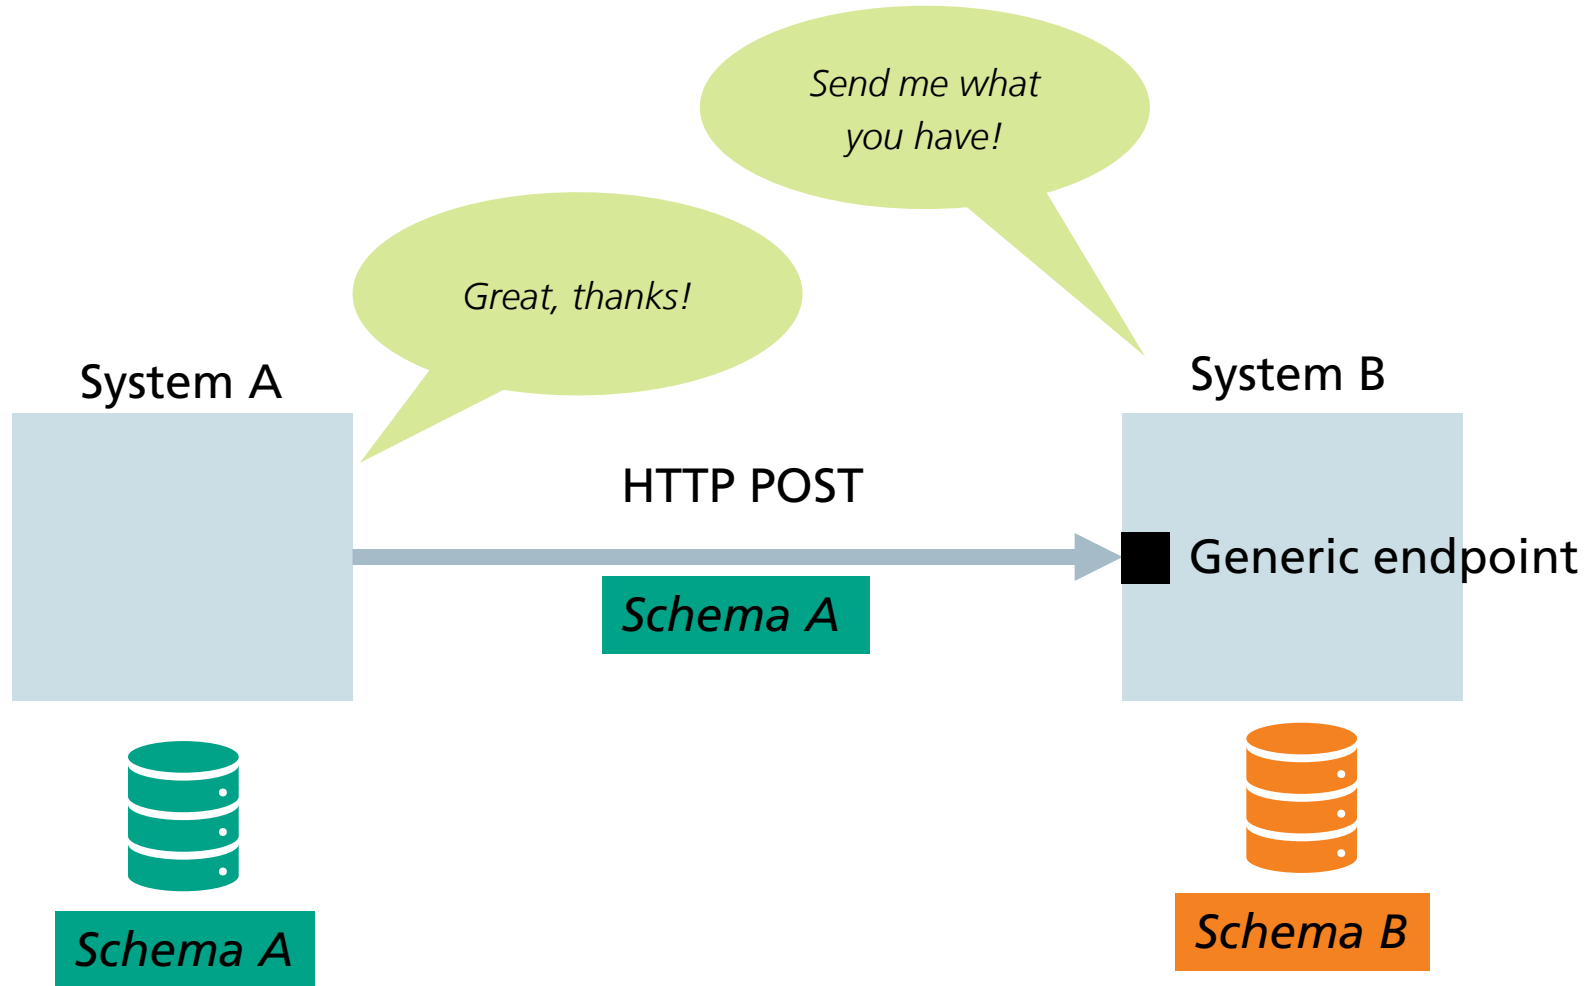 Send me what
you have!
Great, thanks!
System A
System B
HTTP POST
Generic endpoint
Schema A
Schema A
Schema B